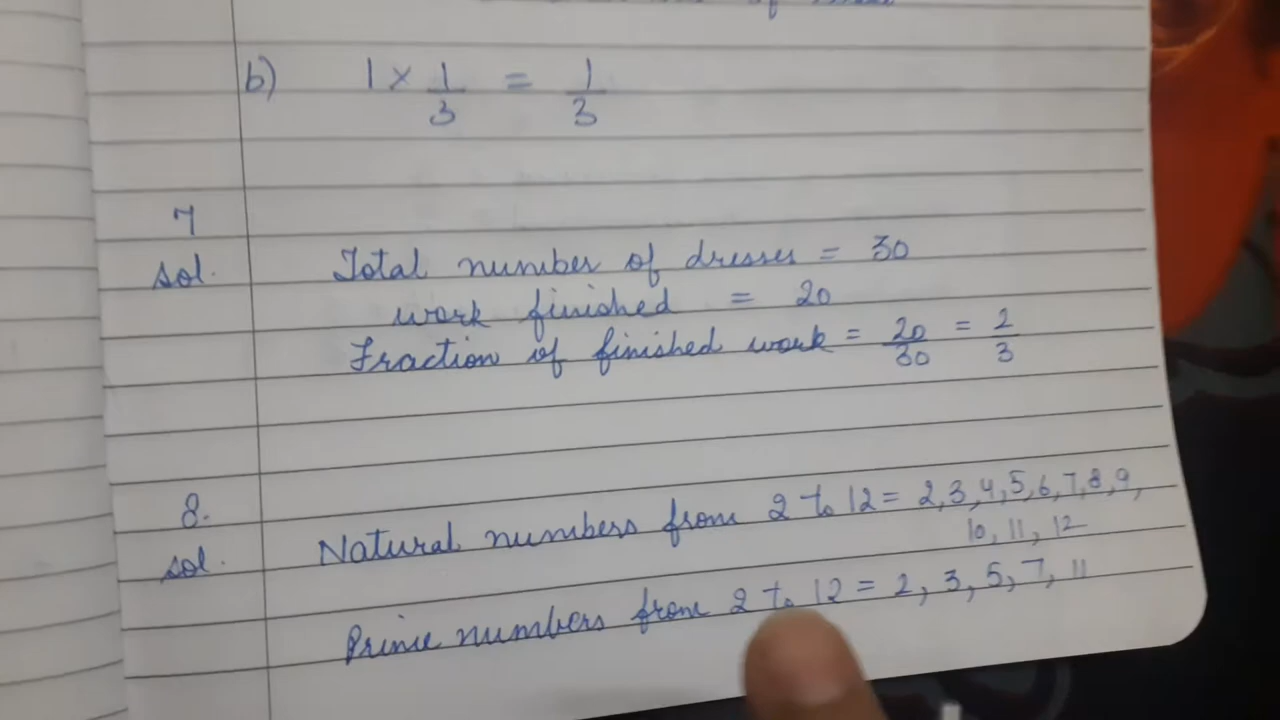 b) 1 × 1/3 = 1/3
7
sol. Total number of dresses = 30
work finished = 20
Fraction of finished work = 20/30 = 2/3
8.
sol. Natural numbers from 2 to 12 = 2, 3, 4, 5, 6, 7, 8, 9,
10, 11, 12
Prime numbers from 2 to 12 = 2, 3, 5, 7, 11